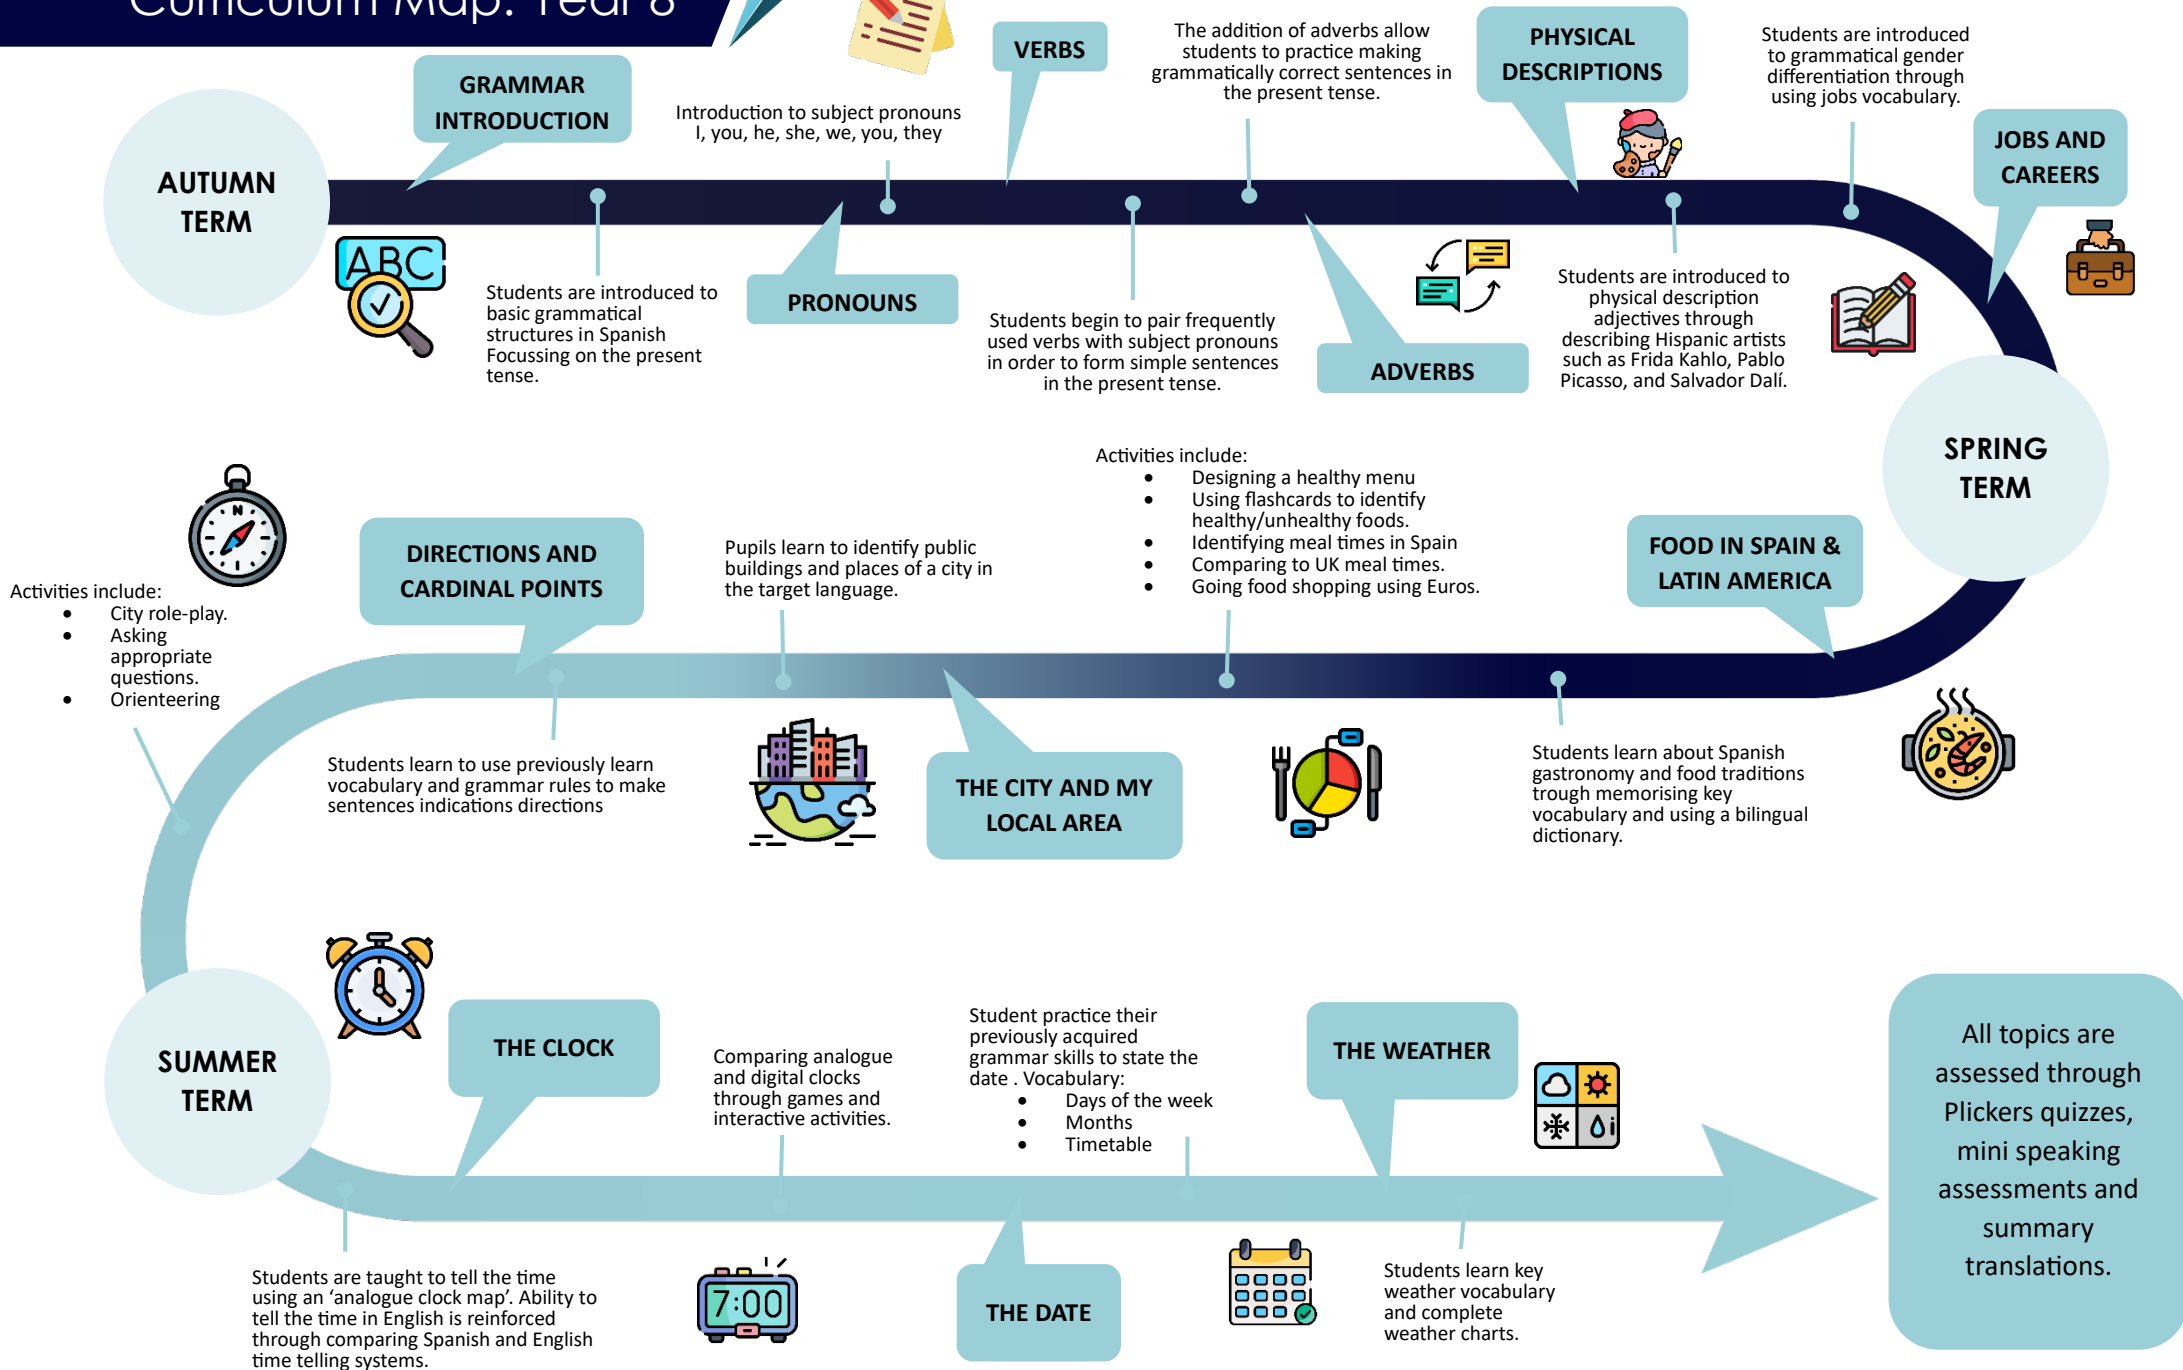 Curriculum Map: Year 8
AUTUMN
TERM
GRAMMAR
INTRODUCTION
Students are introduced to
basic grammatical
structures in Spanish
Focussing on the present
tense.
ABC
Introduction to subject pronouns
I, you, he, she, we, you, they
PRONOUNS
VERBS
Students begin to pair frequently
used verbs with subject pronouns
in order to form simple sentences
in the present tense.
The addition of adverbs allow
students to practice making
grammatically correct sentences in
the present tense.
ADVERBS
PHYSICAL
DESCRIPTIONS
Students are introduced to
physical description
adjectives through
describing Hispanic artists
such as Frida Kahlo, Pablo
Picasso, and Salvador Dalí.
Students are introduced
to grammatical gender
differentiation through
using jobs vocabulary.
JOBS AND
CAREERS
SPRING
TERM
FOOD IN SPAIN &
LATIN AMERICA
Students learn about Spanish
gastronomy and food traditions
trough memorising key
vocabulary and using a bilingual
dictionary.
Activities include:
• Designing a healthy menu
• Using flashcards to identify
healthy/unhealthy foods.
• Identifying meal times in Spain
• Comparing to UK meal times.
• Going food shopping using Euros.
THE CITY AND MY
LOCAL AREA
Pupils learn to identify public
buildings and places of a city in
the target language.
DIRECTIONS AND
CARDINAL POINTS
Students learn to use previously learn
vocabulary and grammar rules to make
sentences indications directions
N
Activities include:
• City role-play.
• Asking
appropriate
questions.
• Orienteering
SUMMER
TERM
Students are taught to tell the time
using an ‘analogue clock map’. Ability to
tell the time in English is reinforced
through comparing Spanish and English
time telling systems.
THE CLOCK
Comparing analogue
and digital clocks
through games and
interactive activities.
7:00
THE DATE
Student practice their
previously acquired
grammar skills to state the
date . Vocabulary:
• Days of the week
• Months
• Timetable
THE WEATHER
Students learn key
weather vocabulary
and complete
weather charts.
All topics are
assessed through
Plickers quizzes,
mini speaking
assessments and
summary
translations.